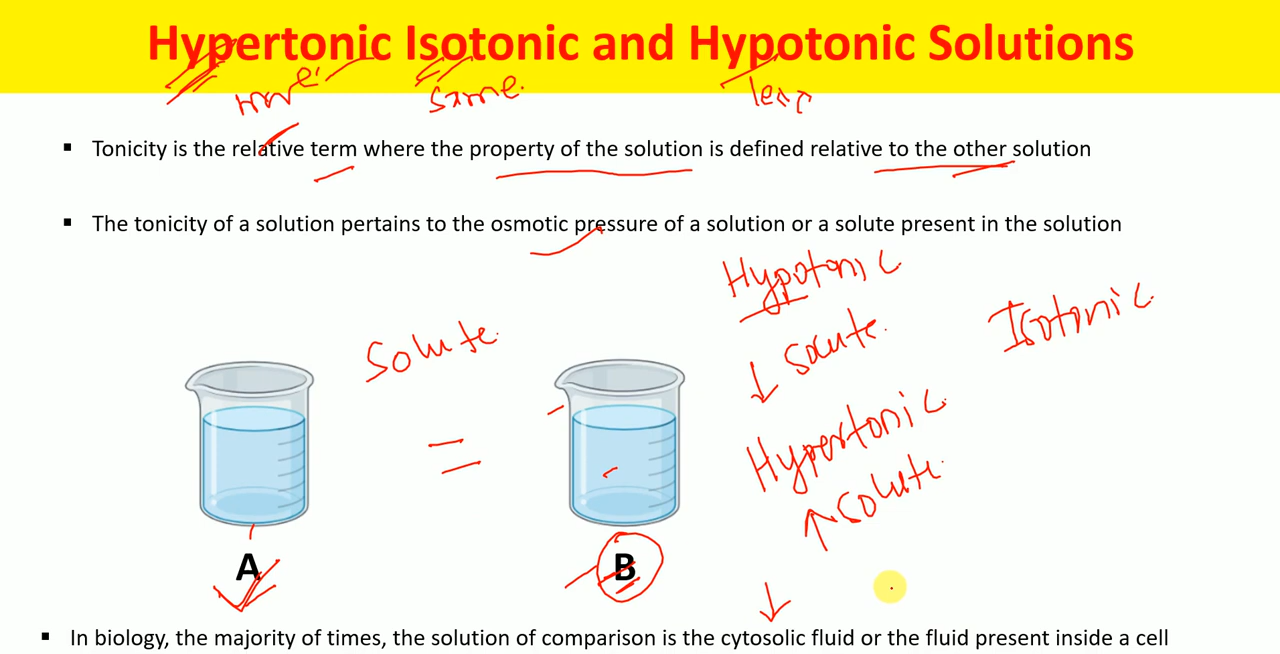 Hypertonic Isotonic and Hypotonic Solutions
more
same
less
▪ Tonicity is the relative term where the property of the solution is defined relative to the other solution
▪ The tonicity of a solution pertains to the osmotic pressure of a solution or a solute present in the solution
Hypotonic
↓ solute
Isotonic
Solute
=
Hypertonic
↑ solute
A
B
↓
▪ In biology, the majority of times, the solution of comparison is the cytosolic fluid or the fluid present inside a cell